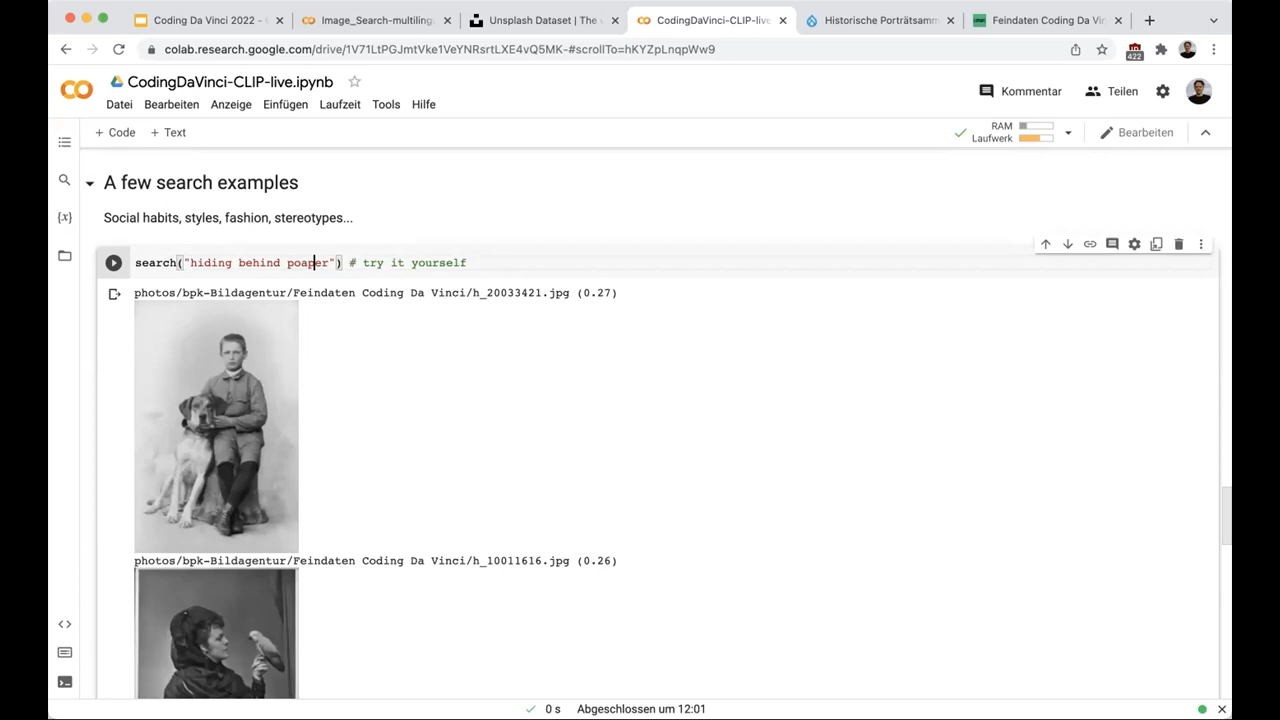 Coding Da Vinci 2022 –
Image_Search-multiling
Unsplash Dataset | The
CodingDaVinci-CLIP-live
Historische Porträtsamm
Feindaten Coding Da Vin
colab.research.google.com/drive/1V71LtPGJmtVke1VeYNRsrtLXE4vQ5MK-#scrollTo=hKYZpLnqpWw9
422
CO
CodingDaVinci-CLIP-live.ipynb
Kommentar
Teilen
Datei Bearbeiten Anzeige Einfügen Laufzeit Tools Hilfe
+ Code + Text
RAM
Laufwerk
Bearbeiten
A few search examples
Social habits, styles, fashion, stereotypes...
search("hiding behind poaper") # try it yourself
photos/bpk-Bildagentur/Feindaten Coding Da Vinci/h_20033421.jpg (0.27)
photos/bpk-Bildagentur/Feindaten Coding Da Vinci/h_10011616.jpg (0.26)
0 s Abgeschlossen um 12:01